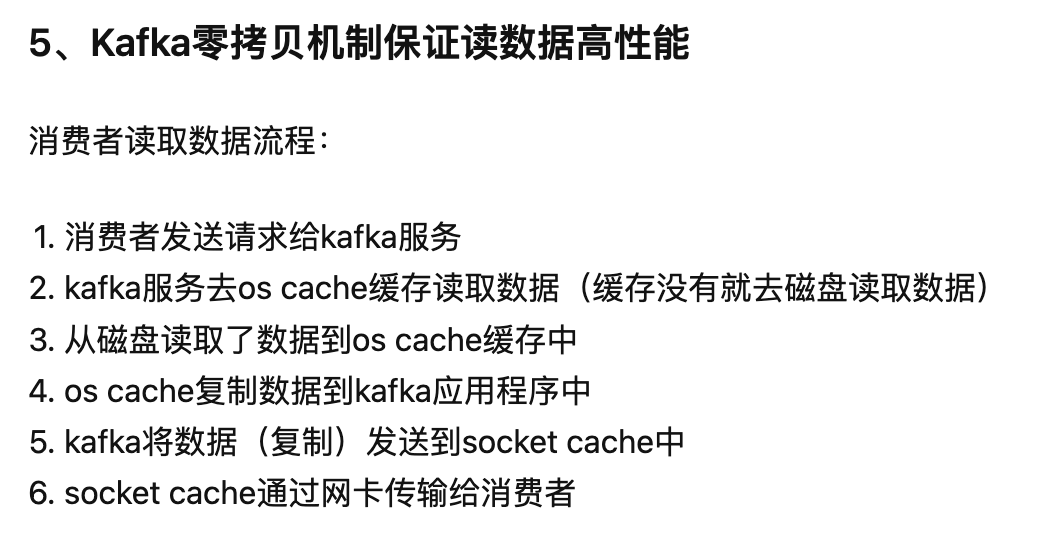 5、Kafka零拷贝机制保证读数据高性能
消费者读取数据流程：
1. 消费者发送请求给kafka服务
2. kafka服务去os cache缓存读取数据（缓存没有就去磁盘读取数据）
3. 从磁盘读取了数据到os cache缓存中
4. os cache复制数据到kafka应用程序中
5. kafka将数据（复制）发送到socket cache中
6. socket cache通过网卡传输给消费者